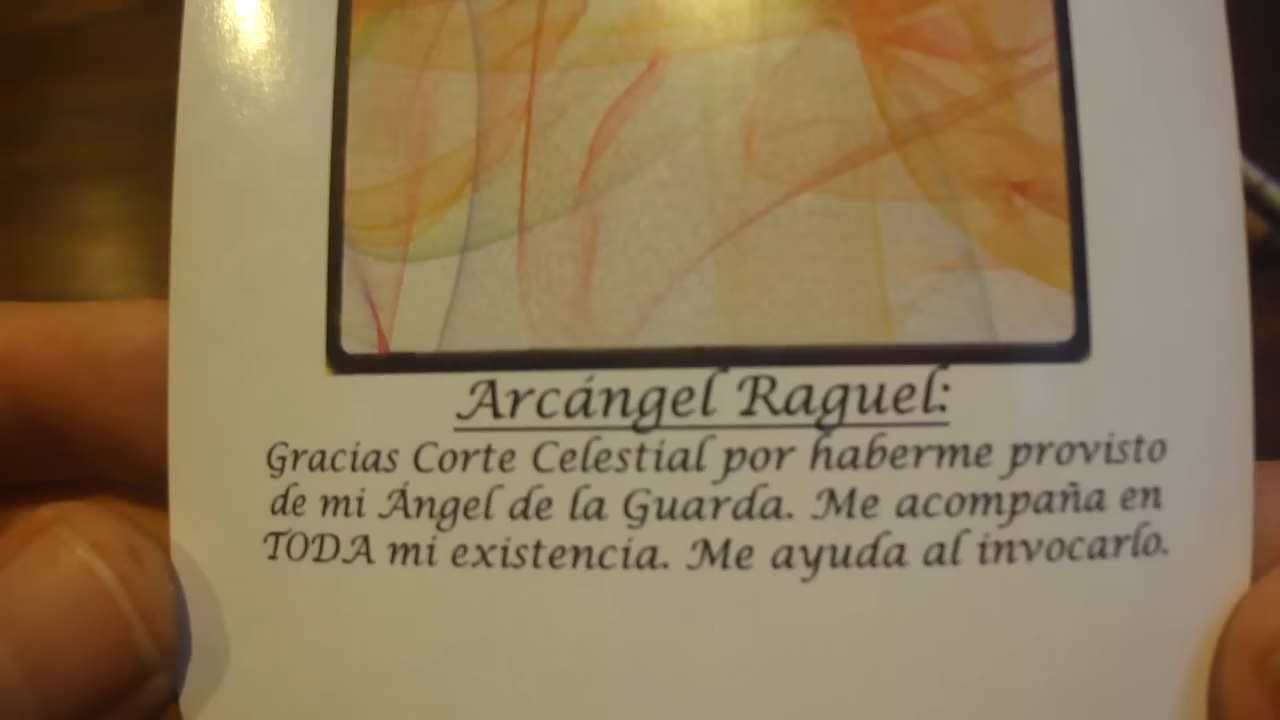 Arcángel Raguel:
Gracias Corte Celestial por haberme provisto
de mi Ángel de la Guarda. Me acompaña en
TODA mi existencia. Me ayuda al invocarlo.